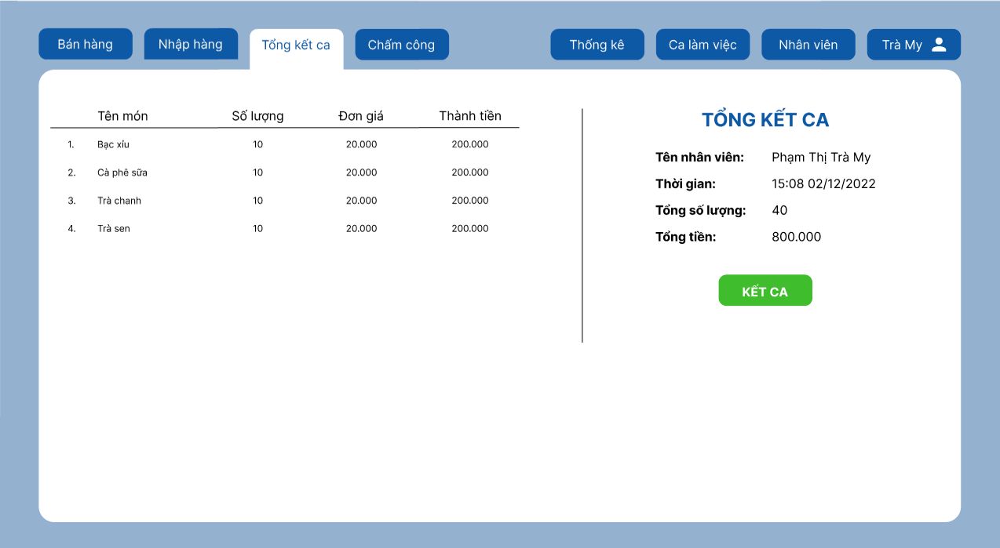 Bán hàng Nhập hàng Tổng kết ca Chấm công Thống kê Ca làm việc Nhân viên Trà My
Tên món Số lượng Đơn giá Thành tiền
1. Bạc xỉu 10 20.000 200.000
2. Cà phê sữa 10 20.000 200.000
3. Trà chanh 10 20.000 200.000
4. Trà sen 10 20.000 200.000
TỔNG KẾT CA
Tên nhân viên: Phạm Thị Trà My
Thời gian: 15:08 02/12/2022
Tổng số lượng: 40
Tổng tiền: 800.000
KẾT CA